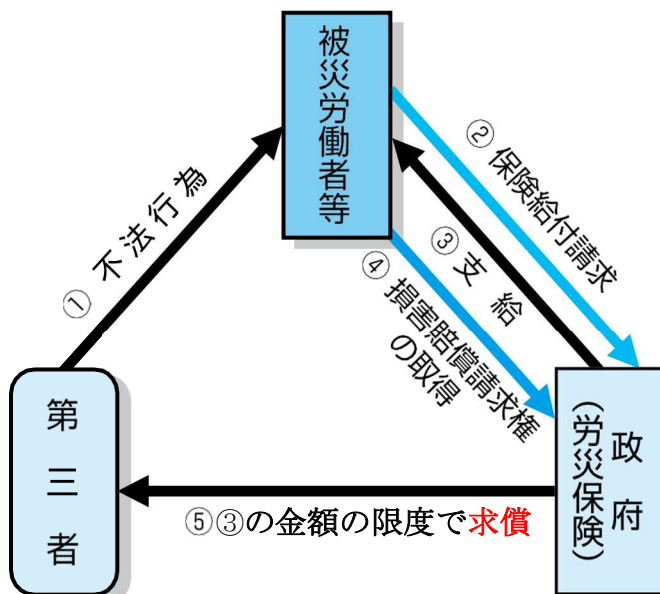 被災労働者等
① 不法行為
② 保険給付請求
③ 支給
④ 損害賠償請求権
の取得
第三者
政府
(労災保険)
⑤③の金額の限度で求償